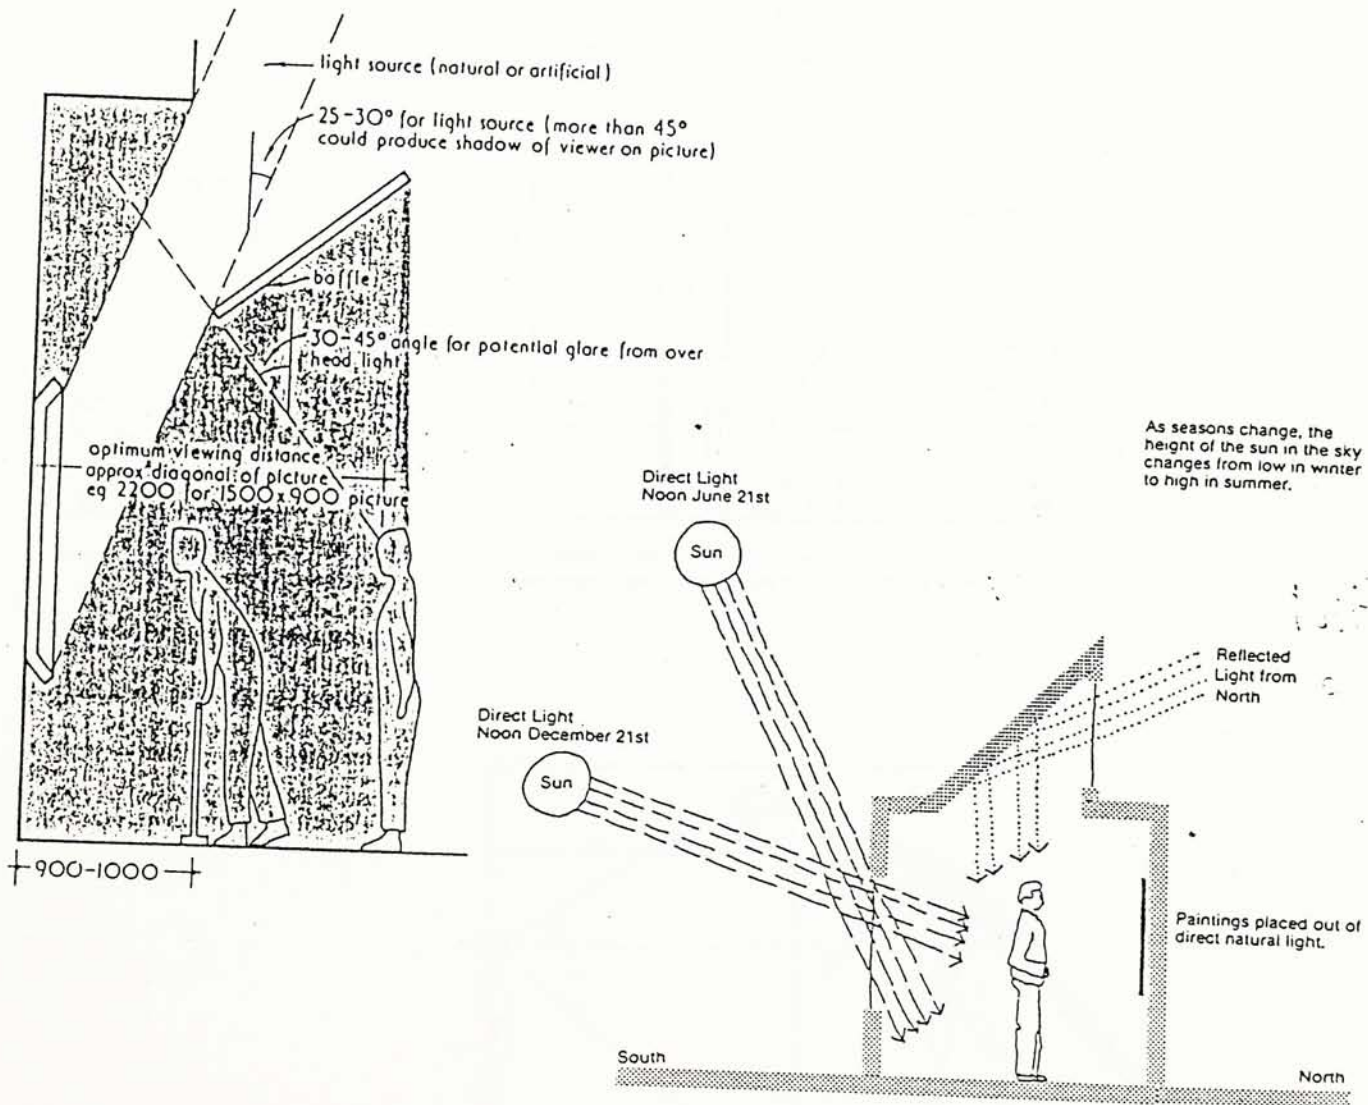 light source (natural or artificial)
25-30° for light source (more than 45°
could produce shadow of viewer on picture)
baffle
30-45° angle for potential glare from over
head light
optimum viewing distance
approx diagonal of picture
eg 2200 for 1500 x 900 picture
900-1000
As seasons change, the
height of the sun in the sky
changes from low in winter
to high in summer.
Direct Light
Noon June 21st
Sun
Reflected
Light from
North
Direct Light
Noon December 21st
Sun
Paintings placed out of
direct natural light.
South
North